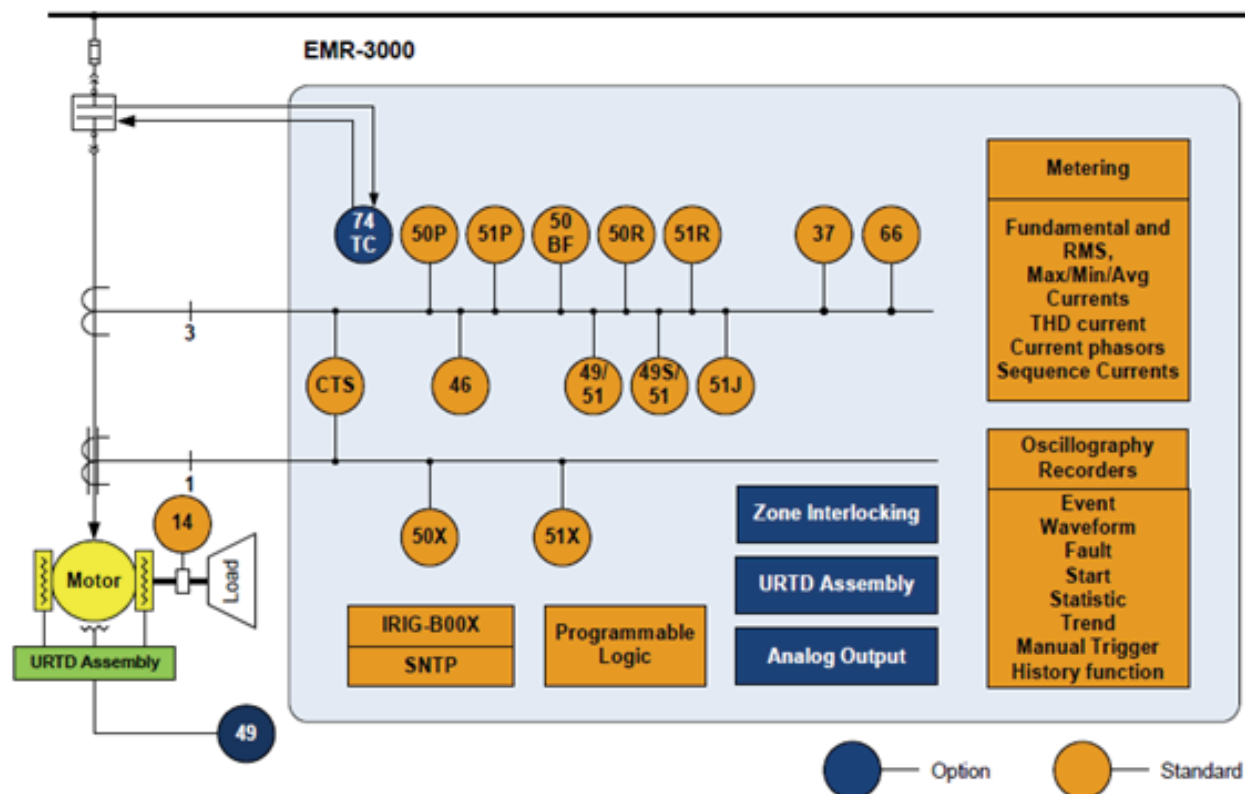 EMR-3000
74
TC
50P
51P
50
BF
50R
51R
37
66
3
CTS
46
49/
51
49S/
51
51J
1
14
50X
51X
Motor
Load
URTD Assembly
49
IRIG-B00X
SNTP
Programmable
Logic
Zone Interlocking
URTD Assembly
Analog Output
Metering
Fundamental and
RMS,
Max/Min/Avg
Currents
THD current
Current phasors
Sequence Currents
Oscillography
Recorders
Event
Waveform
Fault
Start
Statistic
Trend
Manual Trigger
History function
Option
Standard